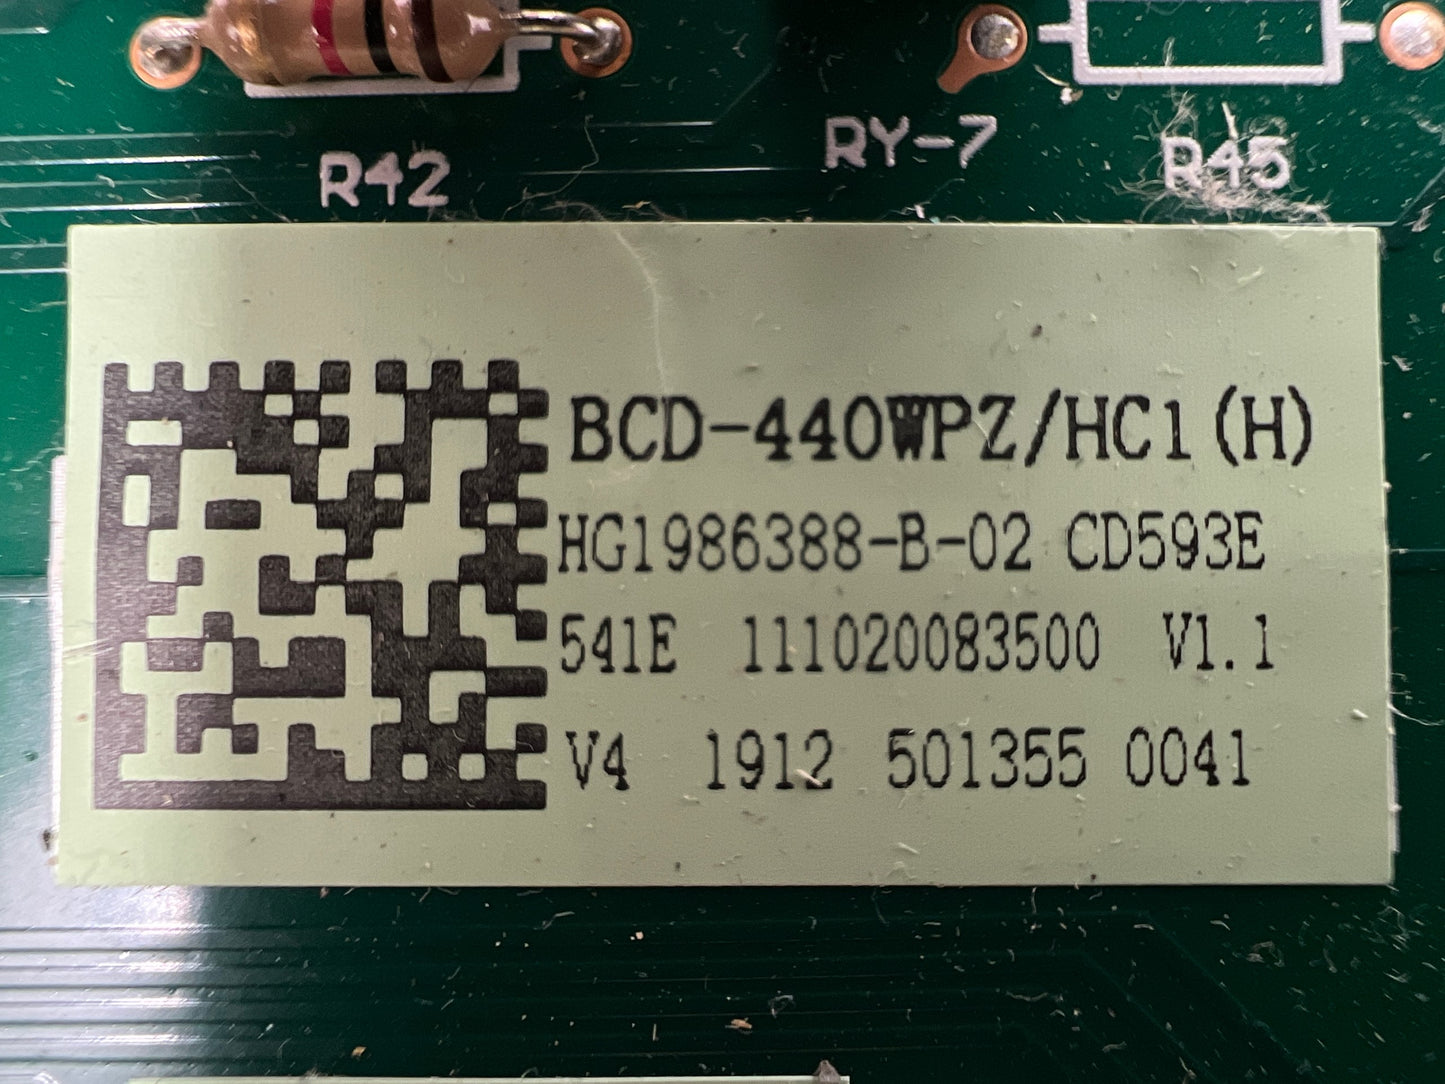 R42
RY-7
R45
BCD-440WPZ/HC1(H)
HG1986388-B-02 CD593E
541E 111020083500 V1.1
V4 1912 501355 0041